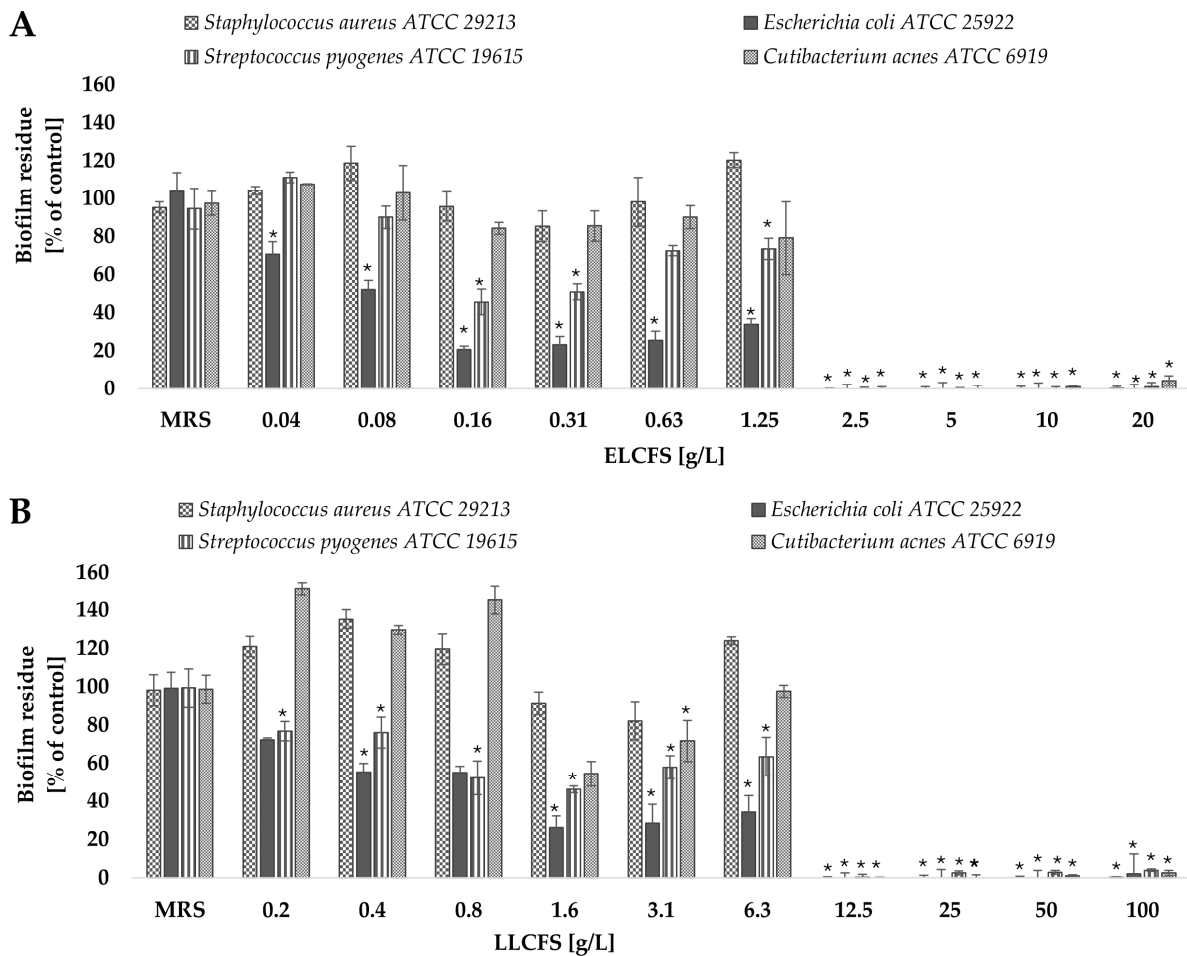 A
Staphylococcus aureus ATCC 29213
Escherichia coli ATCC 25922
Streptococcus pyogenes ATCC 19615
Cutibacterium acnes ATCC 6919
Biofilm residue
[% of control]
160
140
120
100
80
60
40
20
0
* * * * * * * * * * * * * * * * * * * * * * * * *
MRS 0.04 0.08 0.16 0.31 0.63 1.25 2.5 5 10 20
ELCFS [g/L]
B
Staphylococcus aureus ATCC 29213
Escherichia coli ATCC 25922
Streptococcus pyogenes ATCC 19615
Cutibacterium acnes ATCC 6919
Biofilm residue
[% of control]
160
140
120
100
80
60
40
20
0
* * * * * * * * * * * * * * * * * * * * * * * * * * * *
MRS 0.2 0.4 0.8 1.6 3.1 6.3 12.5 25 50 100
LLCFS [g/L]